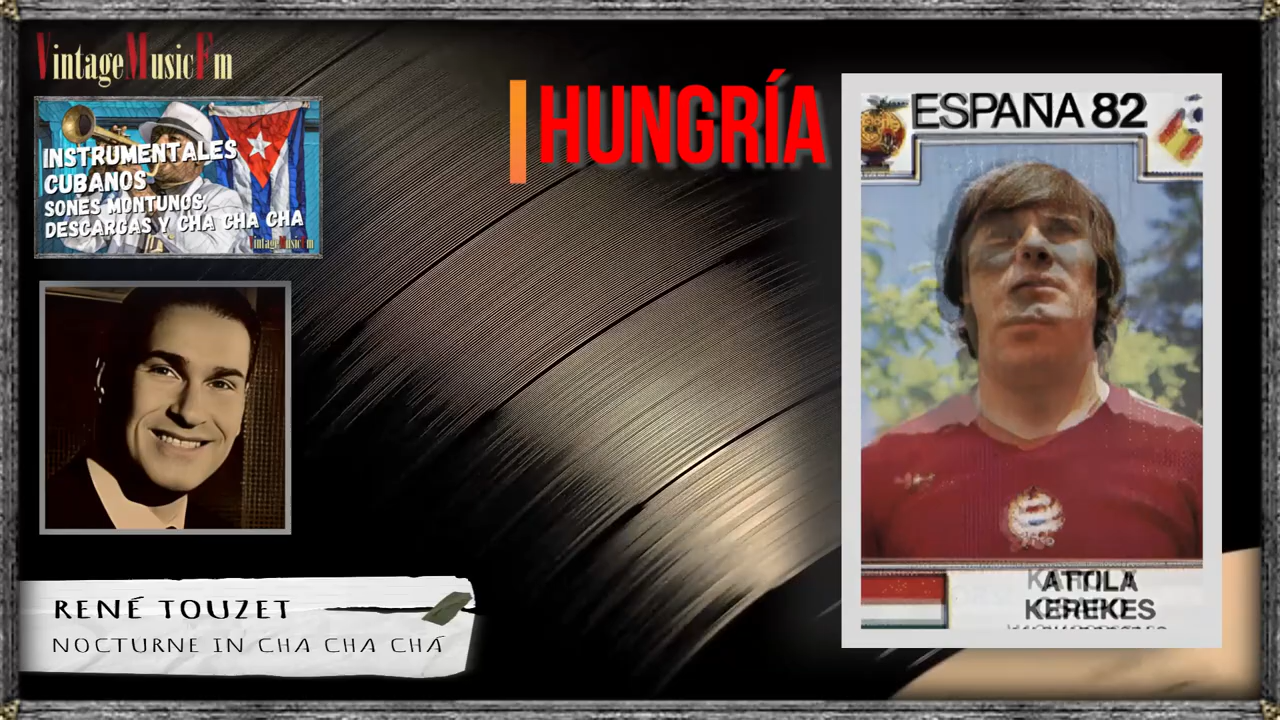 VintageMusicFm
INSTRUMENTALES
CUBANOS
SONES MONTUNOS,
DESCARGAS Y CHA CHA CHA
VintageMusicFm
HUNGRÍA
ESPAÑA 82
RENÉ TOUZET
NOCTURNE IN CHA CHA CHÁ
KEREKES